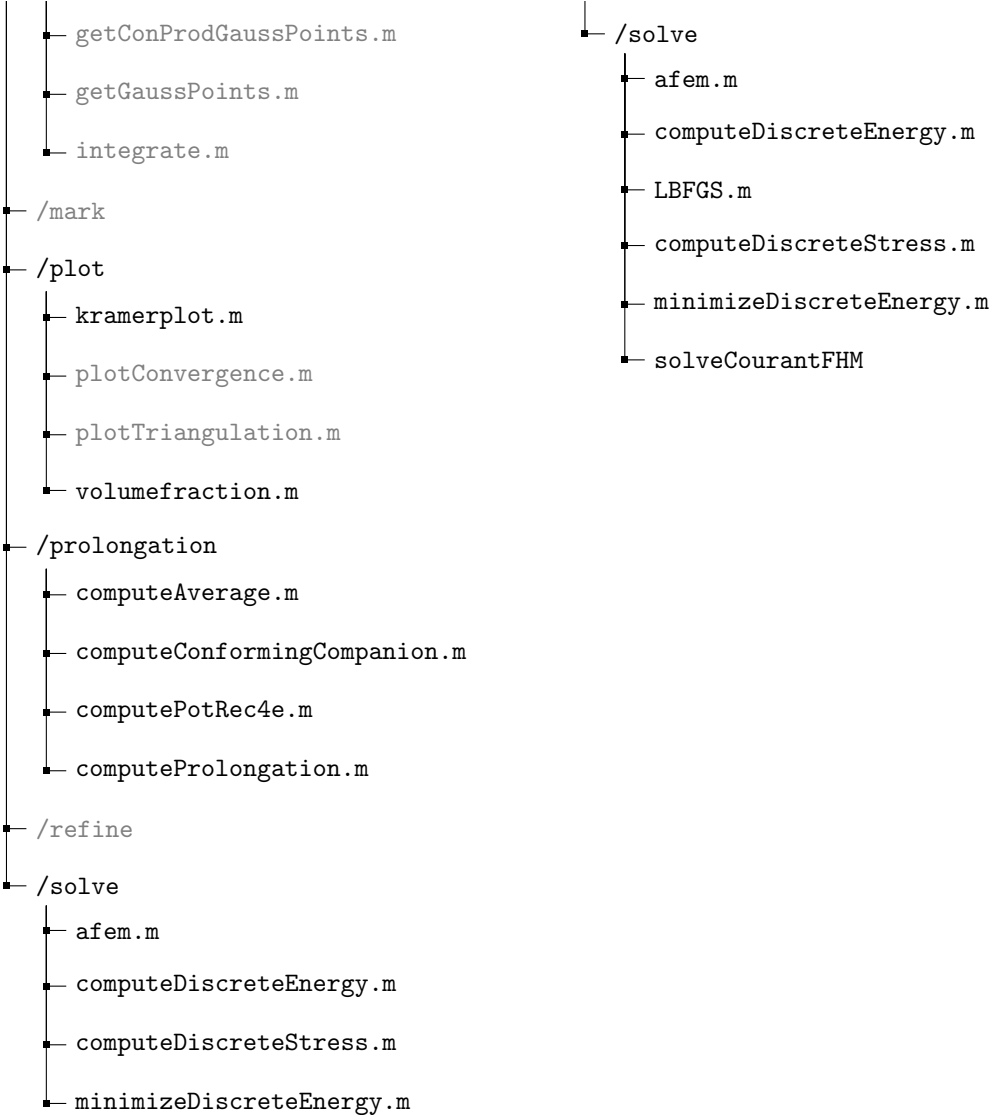 getConProdGaussPoints.m
getGaussPoints.m
integrate.m
/mark
/plot
kramerplot.m
plotConvergence.m
plotTriangulation.m
volumefraction.m
/prolongation
computeAverage.m
computeConformingCompanion.m
computePotRec4e.m
computeProlongation.m
/refine
/solve
afem.m
computeDiscreteEnergy.m
computeDiscreteStress.m
minimizeDiscreteEnergy.m
/solve
afem.m
computeDiscreteEnergy.m
LBFGS.m
computeDiscreteStress.m
minimizeDiscreteEnergy.m
solveCourantFHM